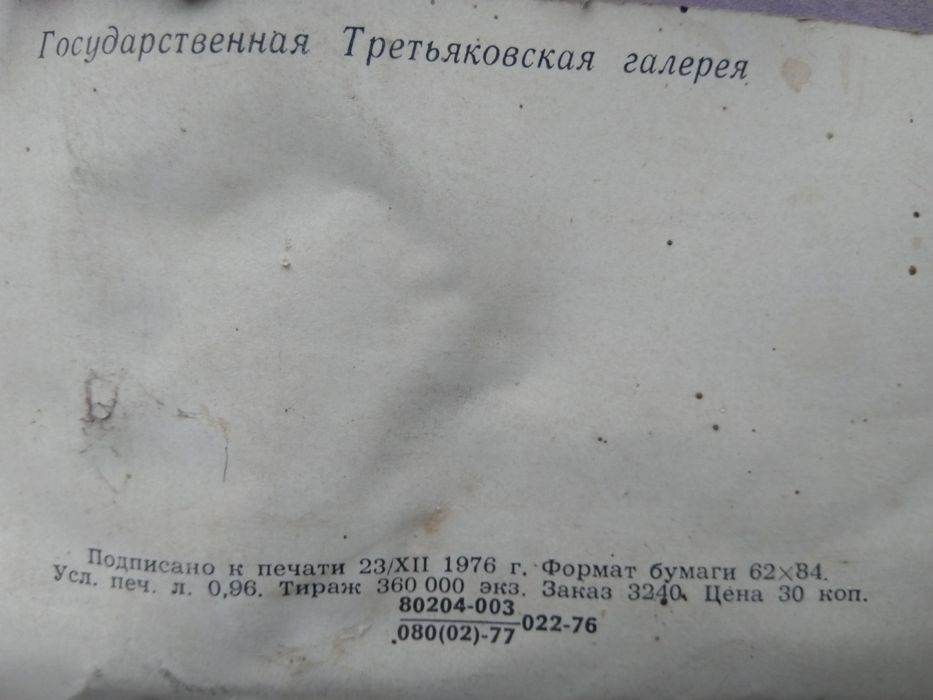 Государственная Третьяковская галерея
Подписано к печати 23/XII 1976 г. Формат бумаги 62×84.
Усл. печ. л. 0,96. Тираж 360 000 экз. Заказ 3240. Цена 30 коп.
80204-003
080(02)-77 022-76